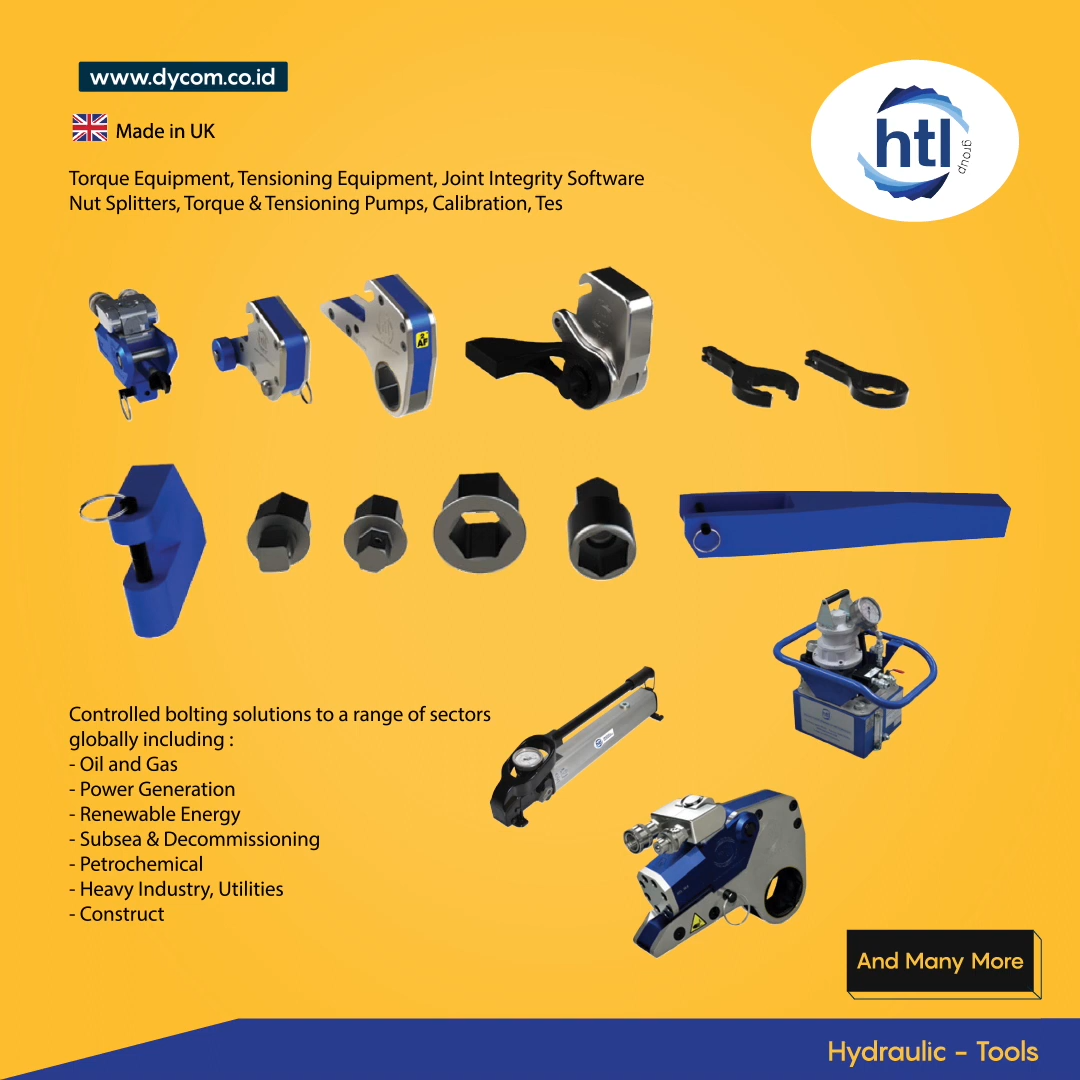 www.dycom.co.id
Made in UK
htl
group
Torque Equipment, Tensioning Equipment, Joint Integrity Software
Nut Splitters, Torque & Tensioning Pumps, Calibration, Tes
AF
Controlled bolting solutions to a range of sectors
globally including :
- Oil and Gas
- Power Generation
- Renewable Energy
- Subsea & Decommissioning
- Petrochemical
- Heavy Industry, Utilities
- Construct
htl
And Many More
Hydraulic - Tools